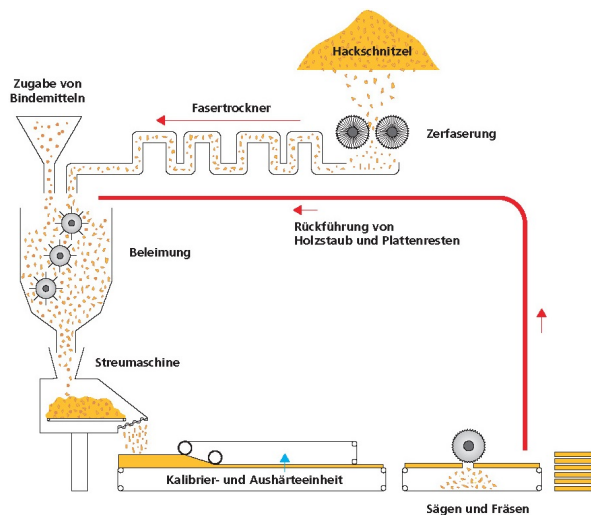 Hackschnitzel
Zugabe von
Bindemitteln
Fasertrockner
Zerfaserung
Rückführung von
Holzstaub und Plattenresten
Beleimung
Streumaschine
Kalibrier- und Aushärteeinheit
Sägen und Fräsen